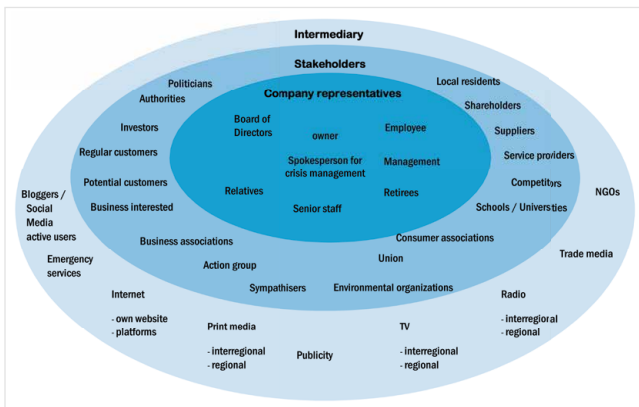 Intermediary
Stakeholders
Politicians
Authorities
Local residents
Company representatives
Shareholders
Board of
Directors
owner
Employee
Investors
Suppliers
Regular customers
Spokesperson for
crisis management
Management
Service providers
Potential customers
Relatives
Retirees
Competitors
Bloggers /
Social
Media
active users
NGOs
Business interested
Senior staff
Schools / Universities
Business associations
Consumer associations
Emergency
services
Action group
Union
Trade media
Sympathisers
Environmental organizations
Internet
- own website
- platforms
Radio
- interregioral
- regional
Print media
- interregional
- regional
Publicity
TV
- interregional
- regional